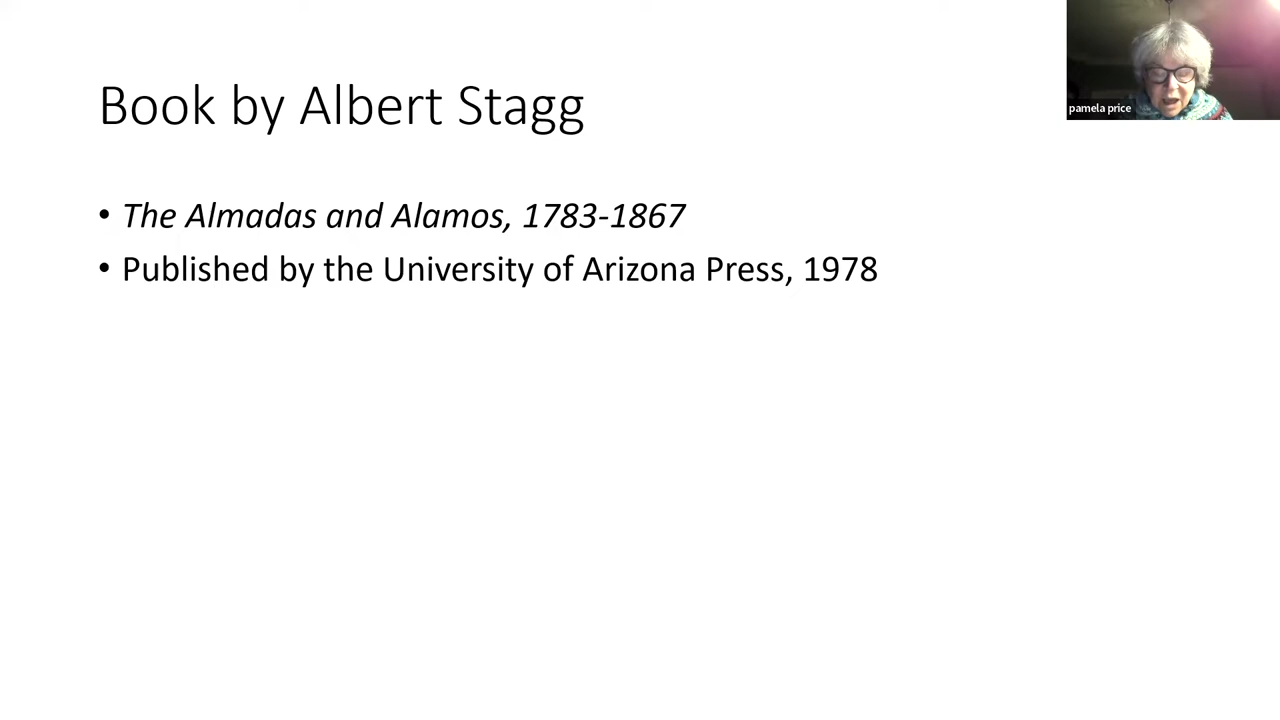 Book by Albert Stagg
• The Almadas and Alamos, 1783-1867
• Published by the University of Arizona Press, 1978
pamela price